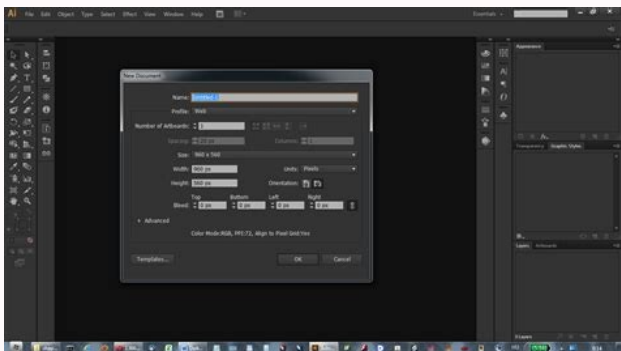 Ai File Edit Object Type Select Effect View Window Help
Essentials
New Document
Name: Untitled-1
Profile: Web
Number of Artboards: 1
Spacing: 20 px Columns: 1
Size: 960 x 560
Width: 960 px Units: Pixels
Height: 560 px Orientation:
Top Bottom Left Right
Bleed: 0 px 0 px 0 px 0 px
Advanced
Color Mode:RGB, PPI:72, Align to Pixel Grid:Yes
Templates... OK Cancel
Appearance
Transparency Graphic Styles
Layers Artboards